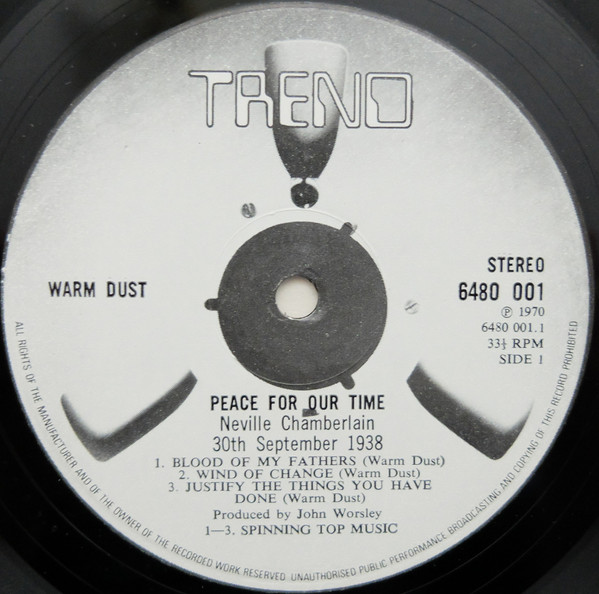 TREND
WARM DUST
STEREO
6480 001
Ⓟ 1970
6480 001.1
33⅓ RPM
SIDE 1
PEACE FOR OUR TIME
Neville Chamberlain
30th September 1938
1. BLOOD OF MY FATHERS (Warm Dust)
2. WIND OF CHANGE (Warm Dust)
3. JUSTIFY THE THINGS YOU HAVE
DONE (Warm Dust)
Produced by John Worsley
1—3. SPINNING TOP MUSIC
ALL RIGHTS OF THE MANUFACTURER AND OF THE OWNER OF THE RECORDED WORK RESERVED. UNAUTHORISED PUBLIC PERFORMANCE BROADCASTING AND COPYING OF THIS RECORD PROHIBITED